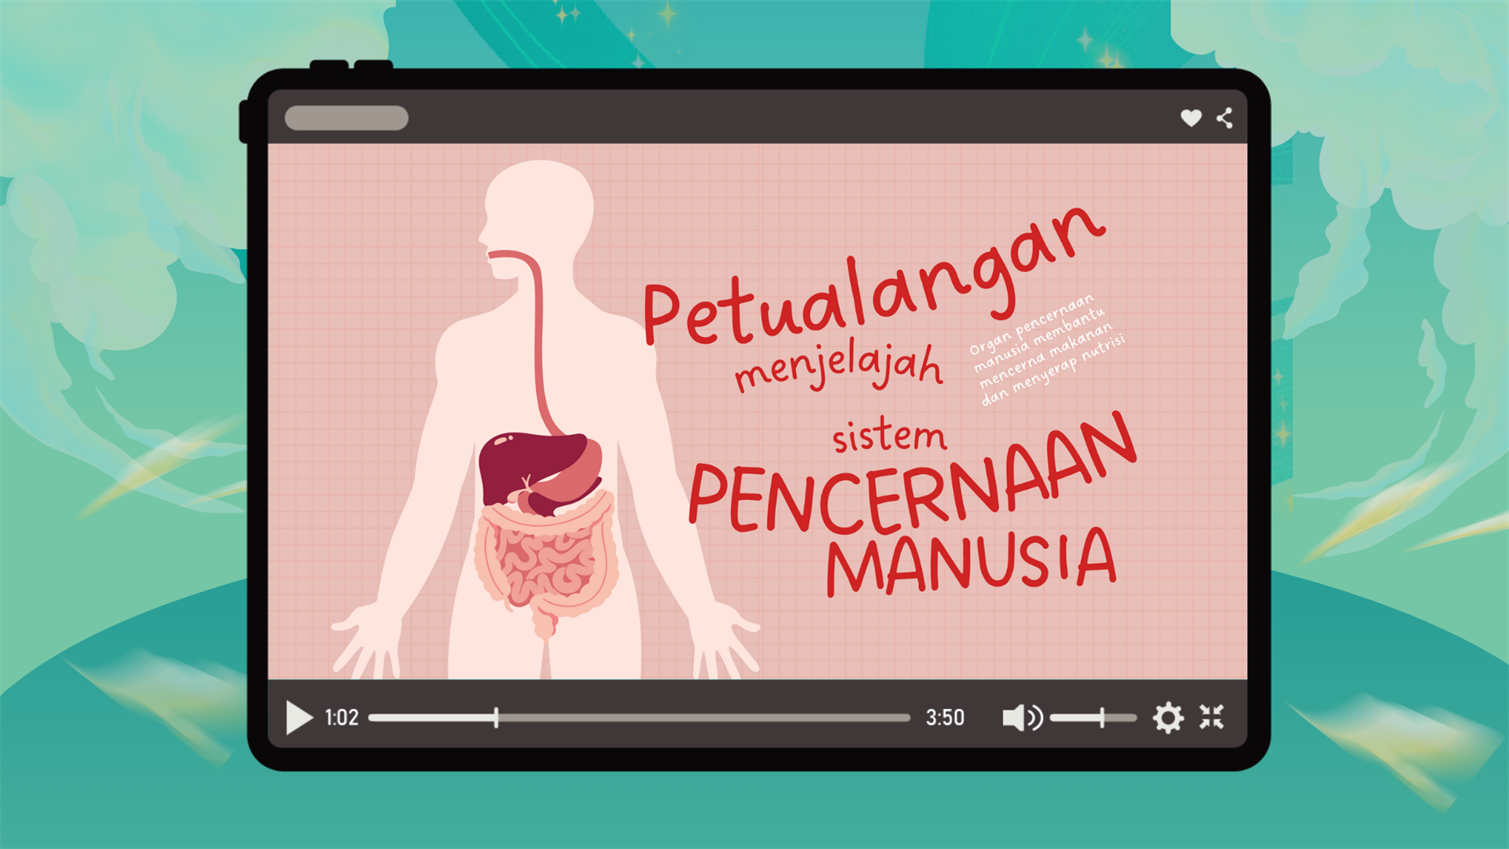 Petualangan
menjelajah
Organ pencernaan
manusia membantu
mencerna makanan
dan menyerap nutrisi
sistem
PENCERNAAN
MANUSIA
1:02
3:50